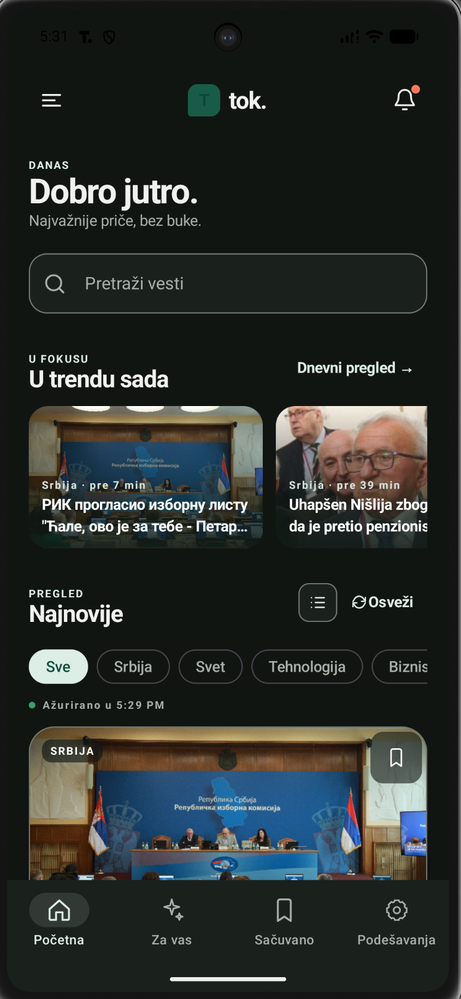 5:31 T.
T tok.
DANAS
Dobro jutro.
Najvažnije priče, bez buke.
Pretraži vesti
U FOKUSU
U trendu sada
Dnevni pregled →
Република Србија
Републичка изборна комисија
Srbija · pre 7 min
РИК прогласио изборну листу
"Ћале, ово је за тебе - Петар...
Srbija · pre 39 min
Uhapšen Nišlija zbog
da je pretio penzionis
PREGLED
Najnovije
Osveži
Sve Srbija Svet Tehnologija Biznis
Ažurirano u 5:29 PM
SRBIJA
Република Србија
Републичка изборна комисија
Početna Za vas Sačuvano Podešavanja